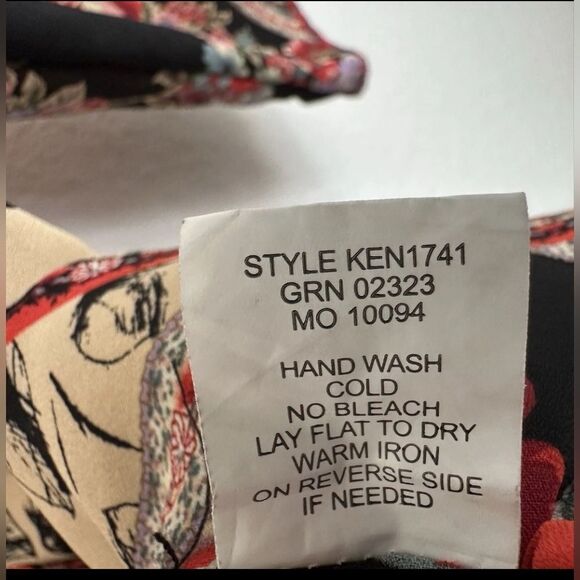 STYLE KEN1741
GRN 02323
MO 10094
HAND WASH
COLD
NO BLEACH
LAY FLAT TO DRY
WARM IRON
ON REVERSE SIDE
IF NEEDED